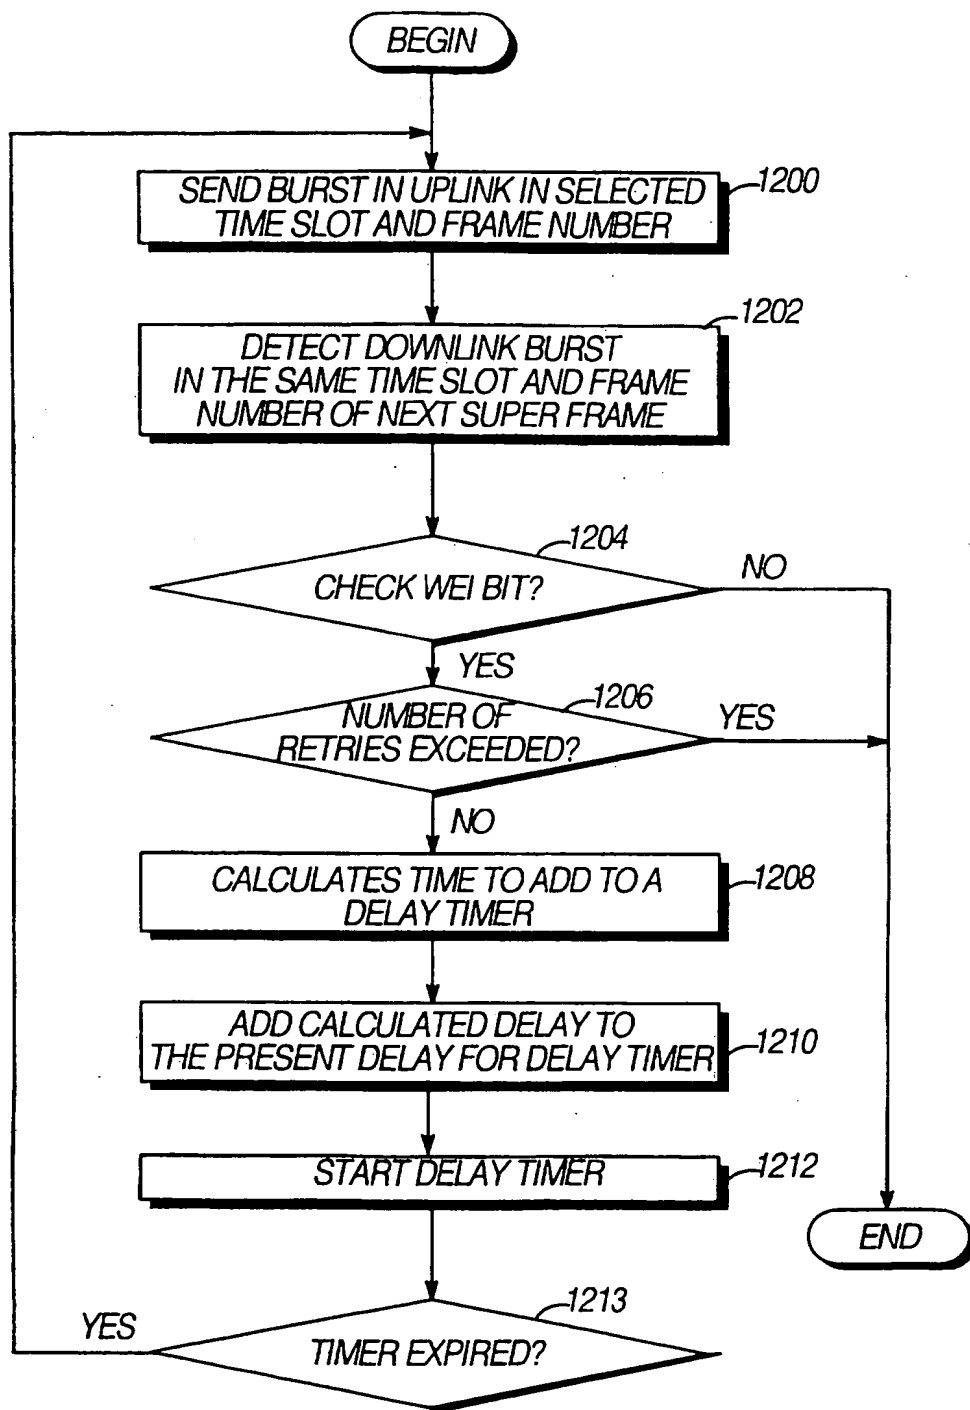 BEGIN
SEND BURST IN UPLINK IN SELECTED
TIME SLOT AND FRAME NUMBER
1200
DETECT DOWNLINK BURST
IN THE SAME TIME SLOT AND FRAME
NUMBER OF NEXT SUPER FRAME
1202
CHECK WEI BIT?
1204
NO
YES
NUMBER OF
RETRIES EXCEEDED?
1206
YES
NO
CALCULATES TIME TO ADD TO A
DELAY TIMER
1208
ADD CALCULATED DELAY TO
THE PRESENT DELAY FOR DELAY TIMER
1210
START DELAY TIMER
1212
END
TIMER EXPIRED?
1213
YES